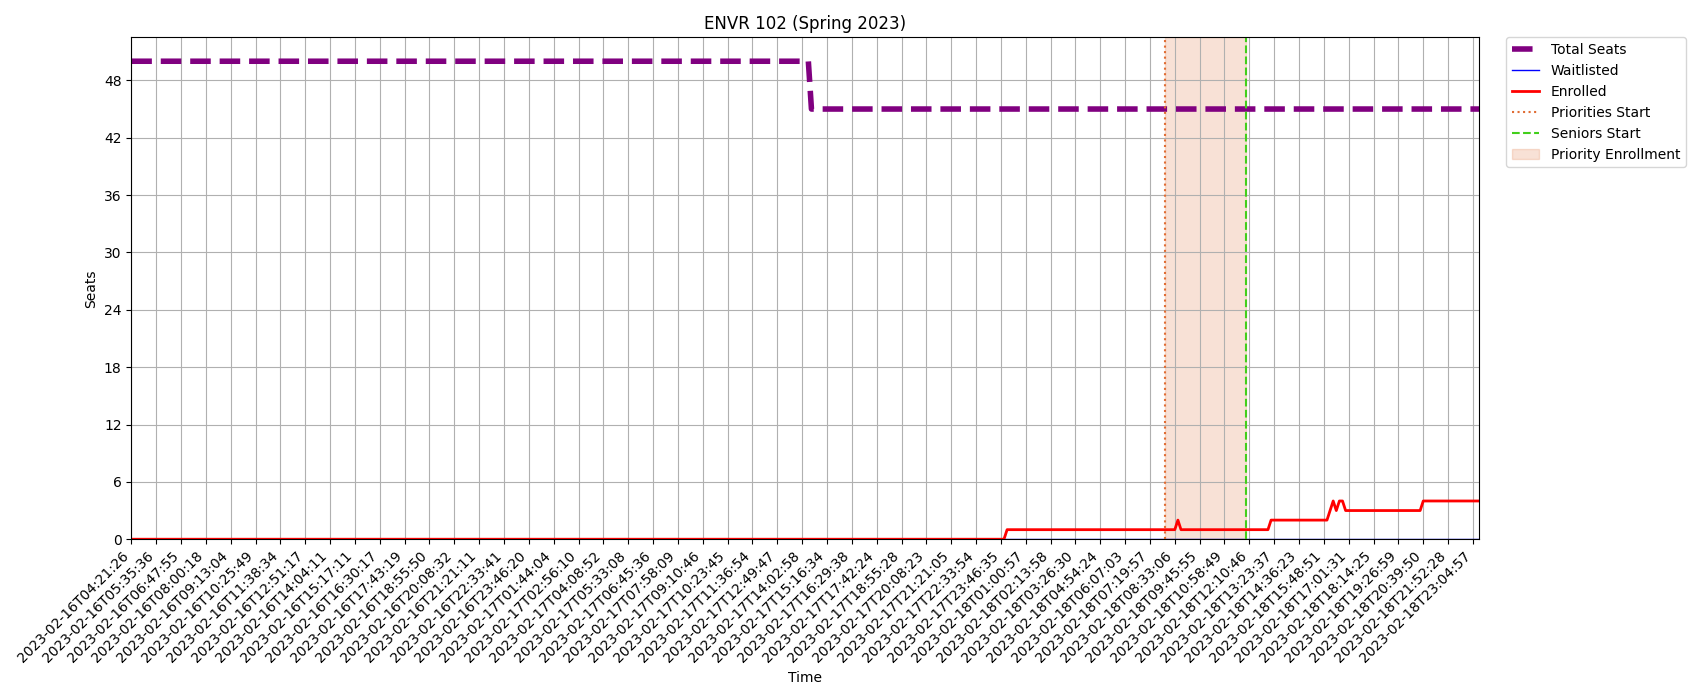 ENVR 102 (Spring 2023)
Total Seats
Waitlisted
Enrolled
Priorities Start
Seniors Start
Priority Enrollment
Seats
48
42
36
30
24
18
12
6
0
2023-02-16T04:21:26
2023-02-16T05:35:36
2023-02-16T06:47:55
2023-02-16T08:00:18
2023-02-16T09:13:04
2023-02-16T10:25:49
2023-02-16T11:38:34
2023-02-16T12:51:17
2023-02-16T14:04:11
2023-02-16T15:17:11
2023-02-16T16:30:17
2023-02-16T17:43:19
2023-02-16T18:55:50
2023-02-16T20:08:32
2023-02-16T21:21:11
2023-02-16T22:33:41
2023-02-16T23:46:20
2023-02-17T01:44:04
2023-02-17T02:56:10
2023-02-17T04:08:52
2023-02-17T05:33:08
2023-02-17T06:45:36
2023-02-17T07:58:09
2023-02-17T09:10:46
2023-02-17T10:23:45
2023-02-17T11:36:54
2023-02-17T12:49:47
2023-02-17T14:02:58
2023-02-17T15:16:34
2023-02-17T16:29:38
2023-02-17T17:42:24
2023-02-17T18:55:28
2023-02-17T20:08:23
2023-02-17T21:21:05
2023-02-17T22:33:54
2023-02-17T23:46:35
2023-02-18T01:00:57
2023-02-18T02:13:58
2023-02-18T03:26:30
2023-02-18T04:54:24
2023-02-18T06:07:03
2023-02-18T07:19:57
2023-02-18T08:33:06
2023-02-18T09:45:55
2023-02-18T10:58:49
2023-02-18T12:10:46
2023-02-18T13:23:37
2023-02-18T14:36:23
2023-02-18T15:48:51
2023-02-18T17:01:31
2023-02-18T18:14:25
2023-02-18T19:26:59
2023-02-18T20:39:50
2023-02-18T21:52:28
2023-02-18T23:04:57
Time